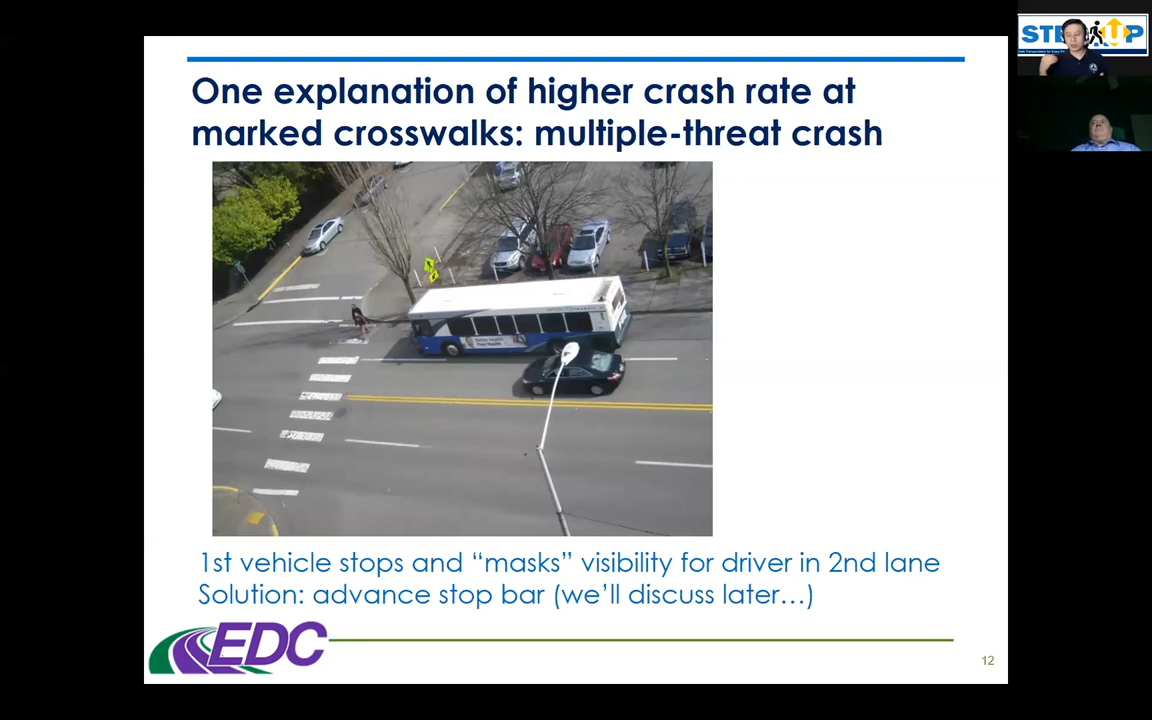 One explanation of higher crash rate at
marked crosswalks: multiple-threat crash
1st vehicle stops and “masks” visibility for driver in 2nd lane
Solution: advance stop bar (we’ll discuss later…)
EDC
12